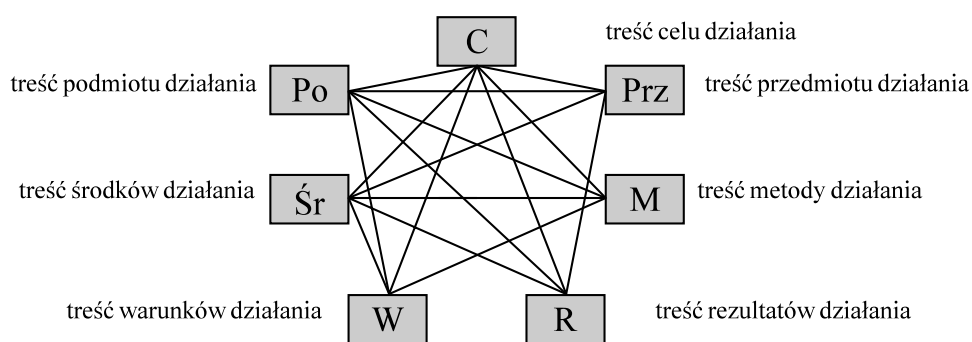 C
treść celu działania
treść podmiotu działania
Po
Prz
treść przedmiotu działania
treść środków działania
Śr
M
treść metody działania
treść warunków działania
W
R
treść rezultatów działania